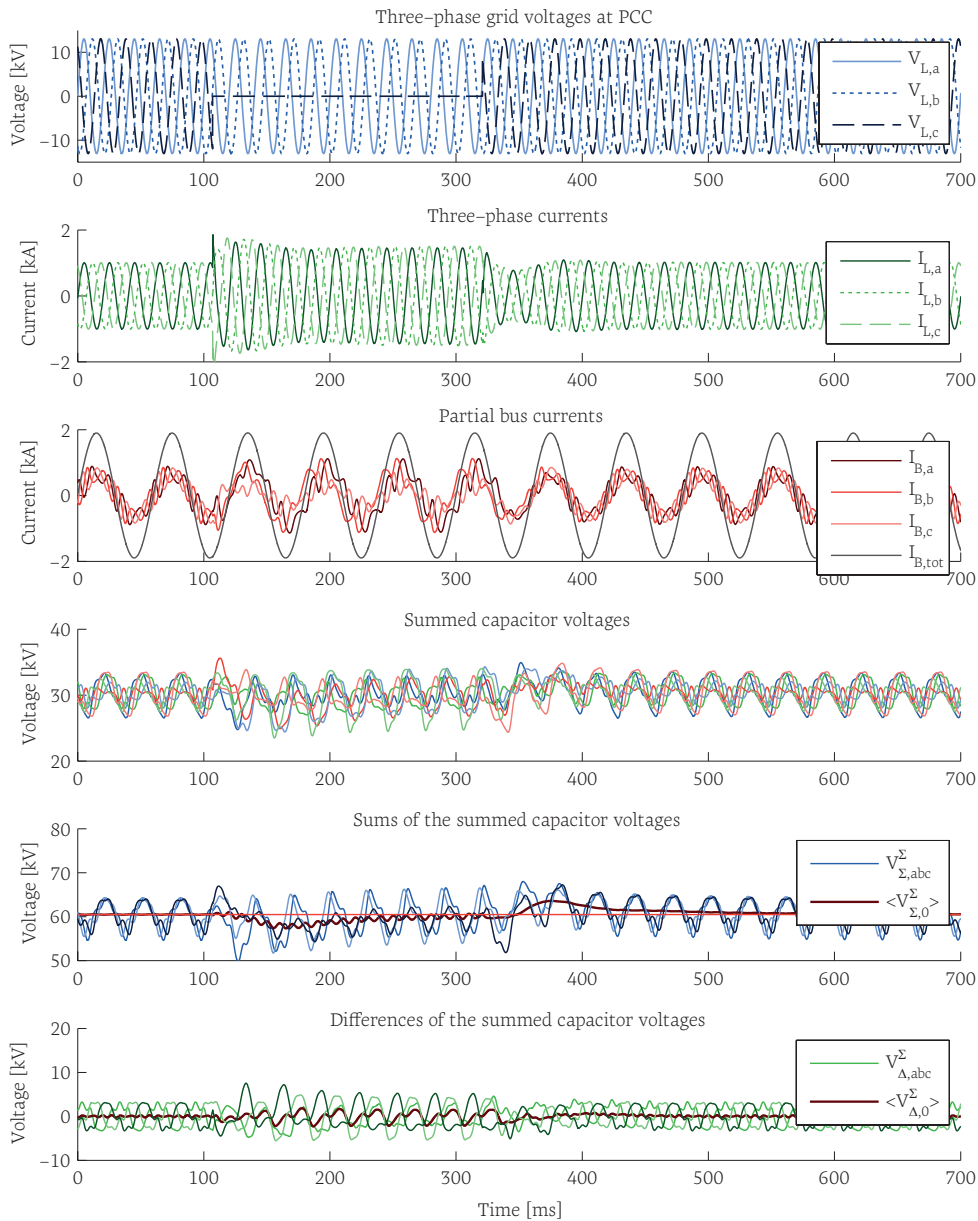 Three–phase grid voltages at PCC
Voltage [kV]
10
0
−10
V_L,a
V_L,b
V_L,c
0 100 200 300 400 500 600 700
Three–phase currents
Current [kA]
2
0
−2
I_L,a
I_L,b
I_L,c
0 100 200 300 400 500 600 700
Partial bus currents
Current [kA]
2
0
−2
I_B,a
I_B,b
I_B,c
I_B,tot
0 100 200 300 400 500 600 700
Summed capacitor voltages
Voltage [kV]
40
30
20
0 100 200 300 400 500 600 700
Sums of the summed capacitor voltages
Voltage [kV]
80
70
60
50
V^Σ_Σ,abc
<V^Σ_Σ,0>
0 100 200 300 400 500 600 700
Differences of the summed capacitor voltages
Voltage [kV]
20
10
0
−10
V^Σ_Δ,abc
<V^Σ_Δ,0>
0 100 200 300 400 500 600 700
Time [ms]